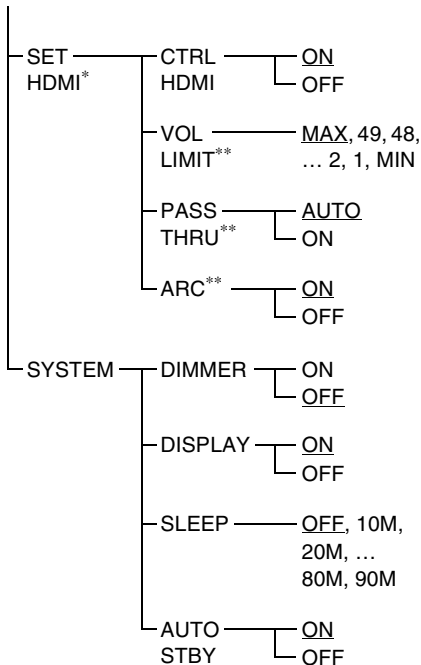 SET HDMI*
CTRL HDMI
ON
OFF
VOL LIMIT**
MAX, 49, 48,
… 2, 1, MIN
PASS THRU**
AUTO
ON
ARC**
ON
OFF
SYSTEM
DIMMER
ON
OFF
DISPLAY
ON
OFF
SLEEP
OFF, 10M,
20M, …
80M, 90M
AUTO STBY
ON
OFF